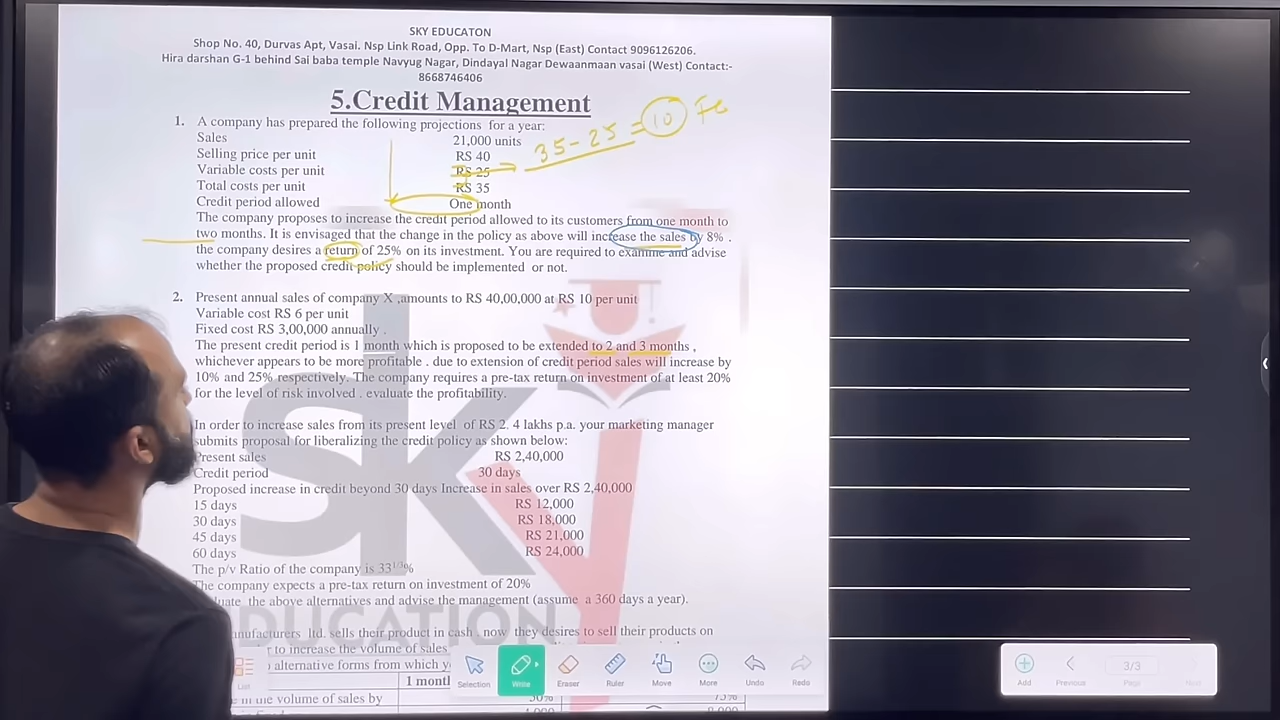 SKY EDUCATON
Shop No. 40, Durvas Apt, Vasai. Nsp Link Road, Opp. To D-Mart, Nsp (East) Contact 9096126206.
Hira darshan G-1 behind Sai baba temple Navyug Nagar, Dindayal Nagar Dewaanmaan vasai (West) Contact:-
8668746406
5.Credit Management
1. A company has prepared the following projections for a year:
Sales 21,000 units
Selling price per unit RS 40
Variable costs per unit RS 25
35-25 = 10
Total costs per unit RS 35
Credit period allowed One month
The company proposes to increase the credit period allowed to its customers from one month to
two months. It is envisaged that the change in the policy as above will increase the sales by 8% .
the company desires a return of 25% on its investment. You are required to examine and advise
whether the proposed credit policy should be implemented or not.
2. Present annual sales of company X ,amounts to RS 40,00,000 at RS 10 per unit
Variable cost RS 6 per unit
Fixed cost RS 3,00,000 annually .
The present credit period is 1 month which is proposed to be extended to 2 and 3 months ,
whichever appears to be more profitable . due to extension of credit period sales will increase by
10% and 25% respectively. The company requires a pre-tax return on investment of at least 20%
for the level of risk involved . evaluate the profitability.
In order to increase sales from its present level of RS 2. 4 lakhs p.a. your marketing manager
submits proposal for liberalizing the credit policy as shown below:
Present sales RS 2,40,000
Credit period 30 days
Proposed increase in credit beyond 30 days Increase in sales over RS 2,40,000
15 days RS 12,000
30 days RS 18,000
45 days RS 21,000
60 days RS 24,000
The p/v Ratio of the company is 33 1/3%
The company expects a pre-tax return on investment of 20%
the above alternatives and advise the management (assume a 360 days a year).
ltd. sells their product in cash . now they desires to sell their products on
to increase the volume of sales
alternative forms from which
1
the volume of sales by
sky
EDUCATION
List
Selection
Write
Eraser
Ruler
Move
More
Undo
Redo
Add
Previous
3/3
Page
Next